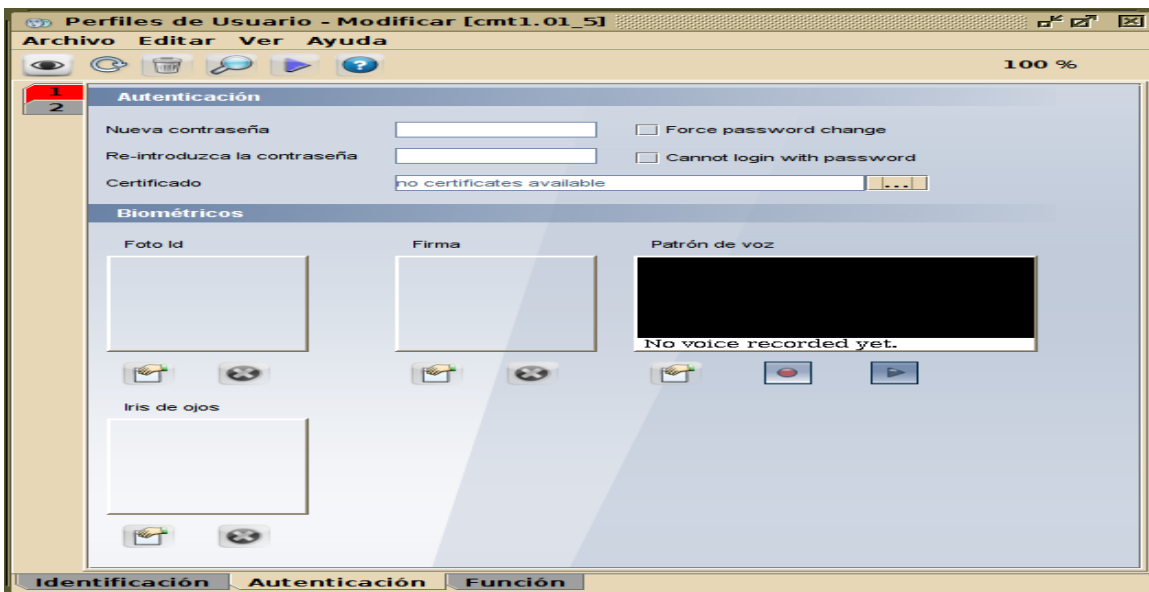 Perfiles de Usuario - Modificar [cmt1.01_5]
Archivo Editar Ver Ayuda
100 %
1
2
Autenticación
Nueva contraseña
Force password change
Re-introduzca la contraseña
Cannot login with password
Certificado
no certificates available
...
Biométricos
Foto Id
Firma
Patrón de voz
No voice recorded yet.
Iris de ojos
Identificación Autenticación Función